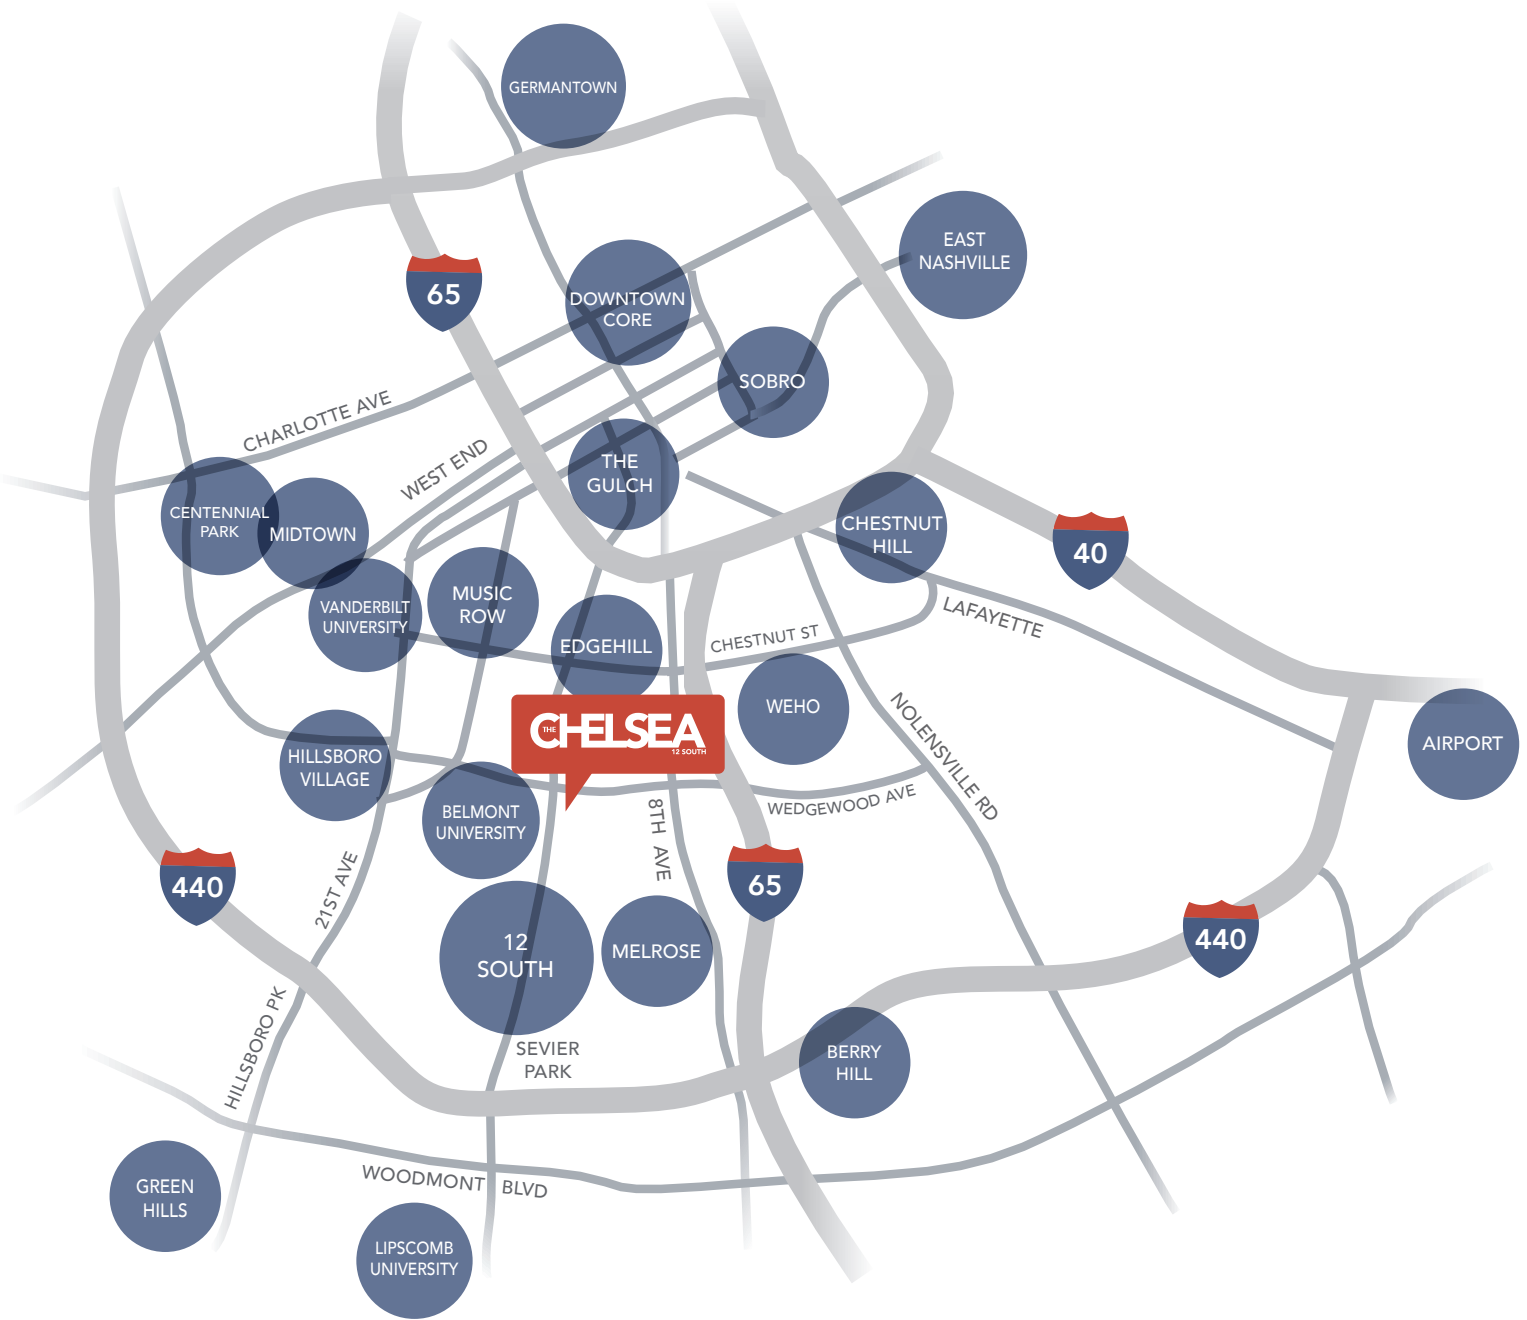 GERMANTOWN
EAST
NASHVILLE
65
DOWNTOWN
CORE
SOBRO
CHARLOTTE AVE
WEST END
THE
GULCH
CENTENNIAL
PARK
MIDTOWN
CHESTNUT
HILL
40
VANDERBILT
UNIVERSITY
MUSIC
ROW
EDGEHILL
CHESTNUT ST
LAFAYETTE
WEHO
NOLENSVILLE RD
THE
CHELSEA
12 SOUTH
AIRPORT
HILLSBORO
VILLAGE
BELMONT
UNIVERSITY
8TH AVE
WEDGEWOOD AVE
440
21ST AVE
65
12
SOUTH
MELROSE
440
HILLSBORO PK
SEVIER
PARK
BERRY
HILL
WOODMONT BLVD
GREEN
HILLS
LIPSCOMB
UNIVERSITY